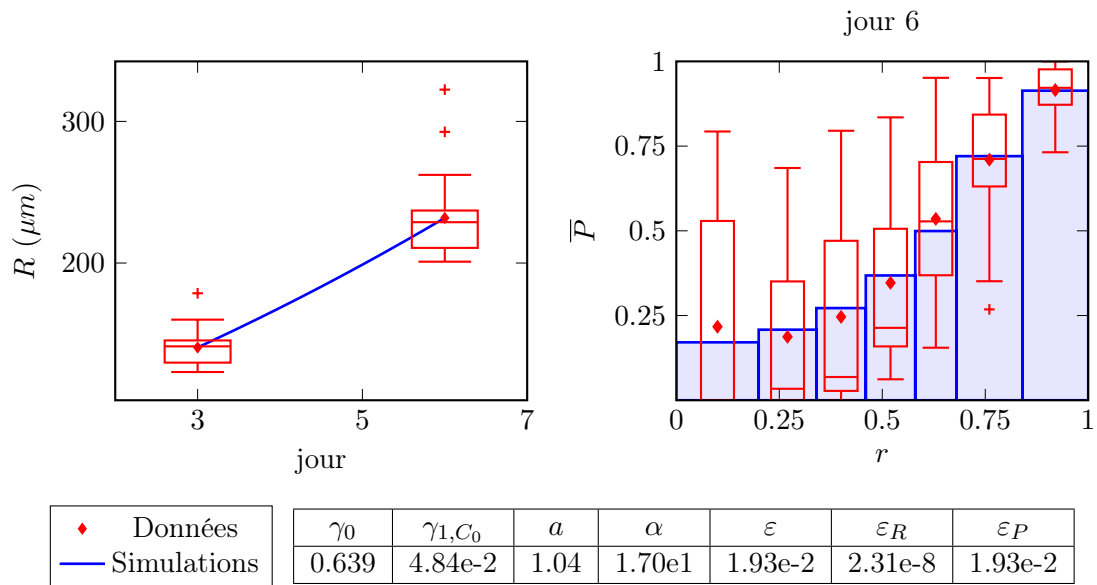 jour 6
300
200
R (μm)
3
5
7
jour
1
0.75
0.5
0.25
P̅
0
0.25
0.5
0.75
1
r
Données
Simulations
γ₀ γ₁,C₀ a α ε ε_R ε_P
0.639 4.84e-2 1.04 1.70e1 1.93e-2 2.31e-8 1.93e-2